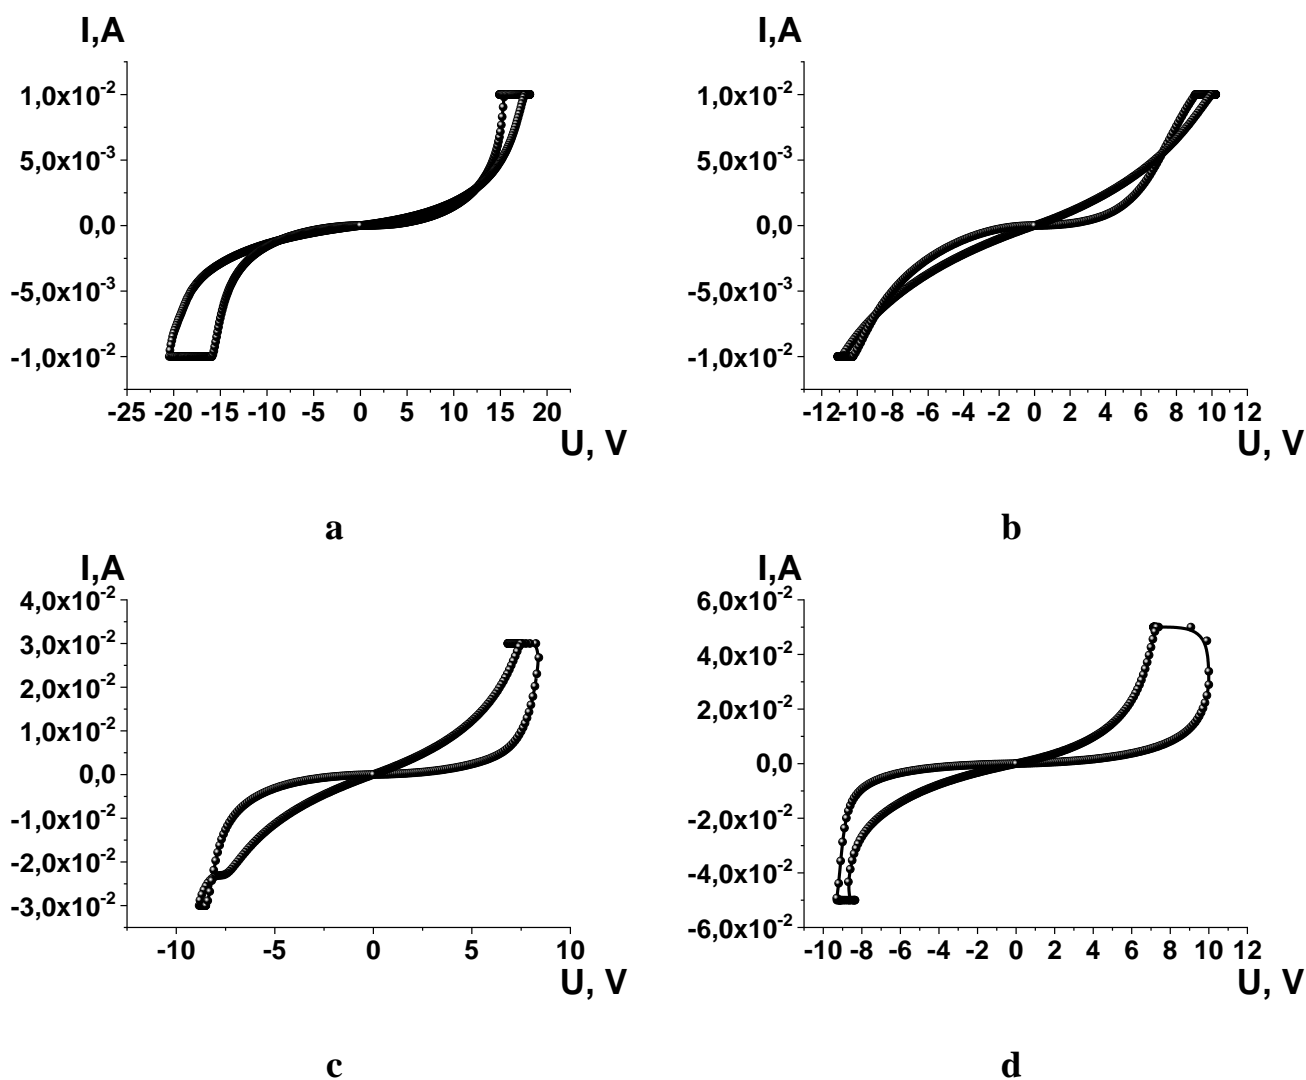 I,A
I,A
1,0x10-2
5,0x10-3
0,0
-5,0x10-3
-1,0x10-2
-25 -20 -15 -10 -5 0 5 10 15 20
U, V
1,0x10-2
5,0x10-3
0,0
-5,0x10-3
-1,0x10-2
-12 -10 -8 -6 -4 -2 0 2 4 6 8 10 12
U, V
a
b
I,A
I,A
4,0x10-2
3,0x10-2
2,0x10-2
1,0x10-2
0,0
-1,0x10-2
-2,0x10-2
-3,0x10-2
-10 -5 0 5 10
U, V
6,0x10-2
4,0x10-2
2,0x10-2
0,0
-2,0x10-2
-4,0x10-2
-6,0x10-2
-10 -8 -6 -4 -2 0 2 4 6 8 10 12
U, V
c
d